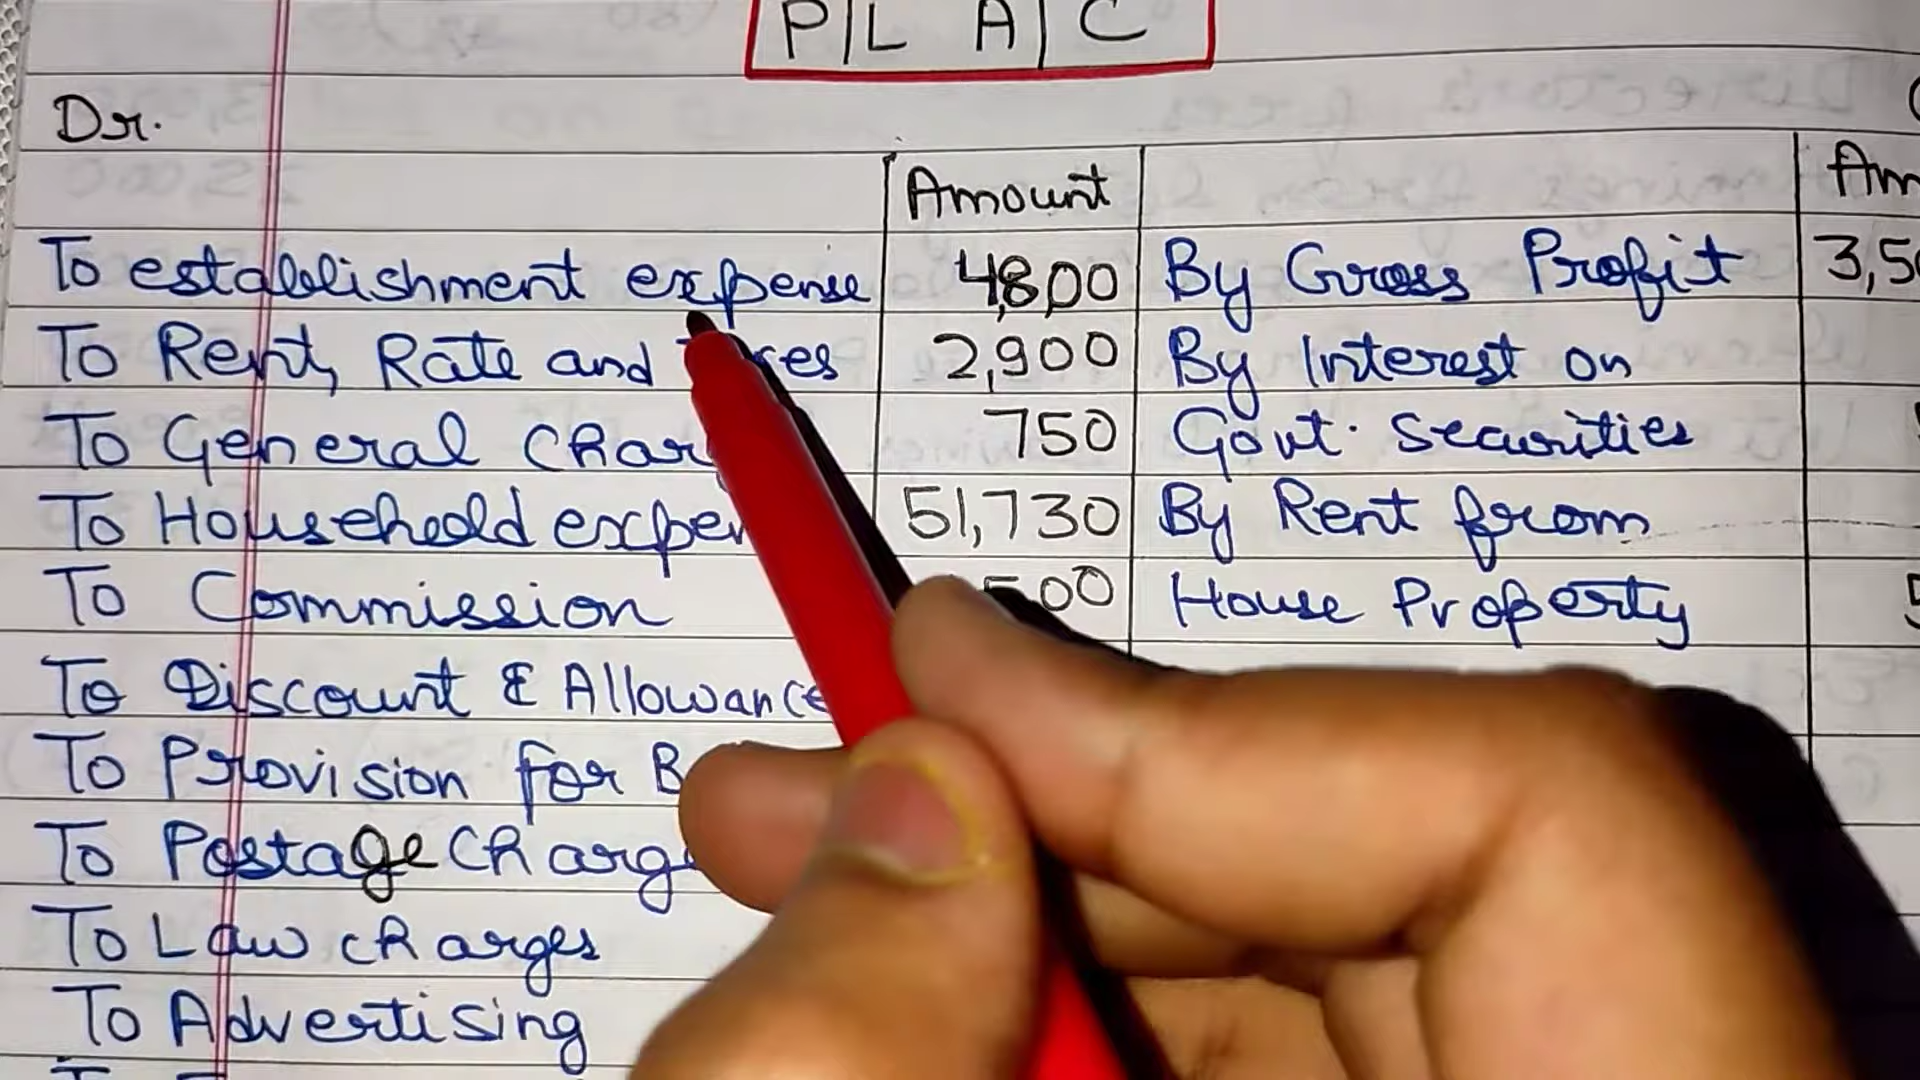 P/L A/C
Dr.
Amount
To establishment expense 4,800 By Gross Profit
To Rent, Rate and 2,900 By Interest on
To General 750 Govt. Securities
To Household 51,730 By Rent from
To Commission House Property
To Discount & Allowance
To Provision for
To Postage
To Law charges
To Advertising